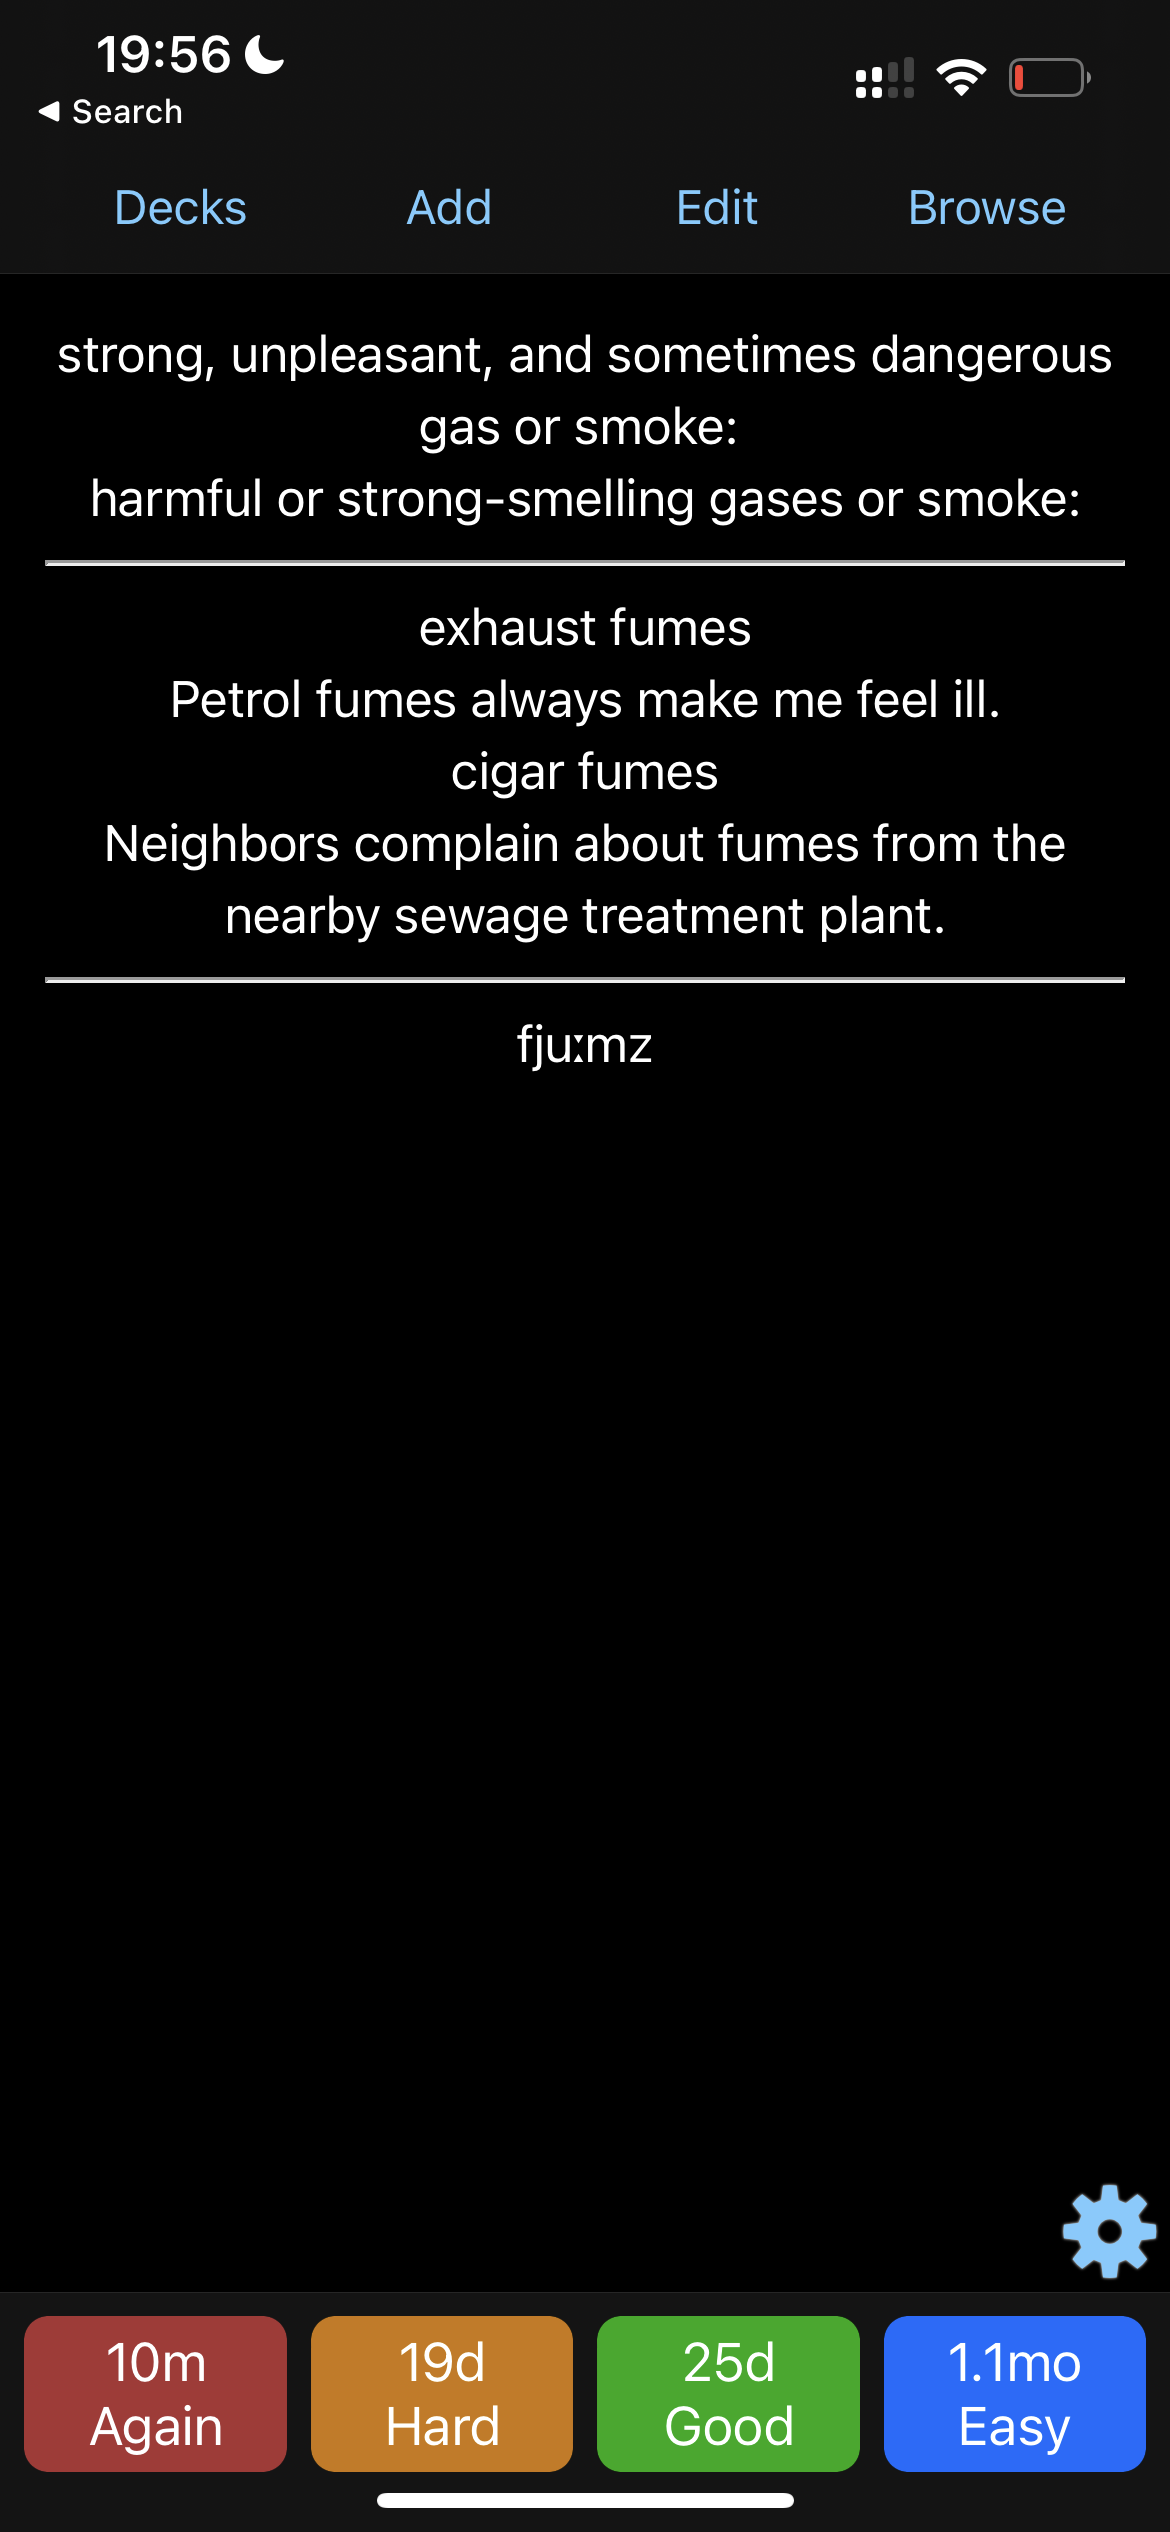 19:56
◀ Search
Decks Add Edit Browse
strong, unpleasant, and sometimes dangerous
gas or smoke:
harmful or strong-smelling gases or smoke:
exhaust fumes
Petrol fumes always make me feel ill.
cigar fumes
Neighbors complain about fumes from the
nearby sewage treatment plant.
fjuːmz
10m 19d 25d 1.1mo
Again Hard Good Easy